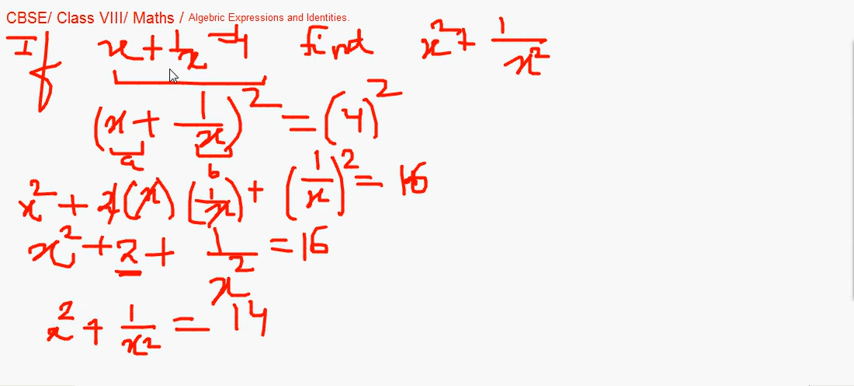 CBSE/ Class VIII/ Maths / Algebric Expressions and Identities.
If x + 1/x = 4 find x² + 1/x²
(x + 1/x)² = (4)²
a b
x² + 2(x)(1/x) + (1/x)² = 16
x² + 2 + 1/x² = 16
x² + 1/x² = 14